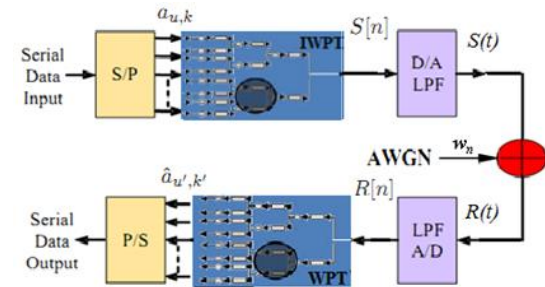 a_{u,k}
IWPT
S[n]
S(t)
Serial
Data
Input
S/P
D/A
LPF
AWGN
w_n
â_{u',k'}
R[n]
R(t)
Serial
Data
Output
P/S
WPT
LPF
A/D